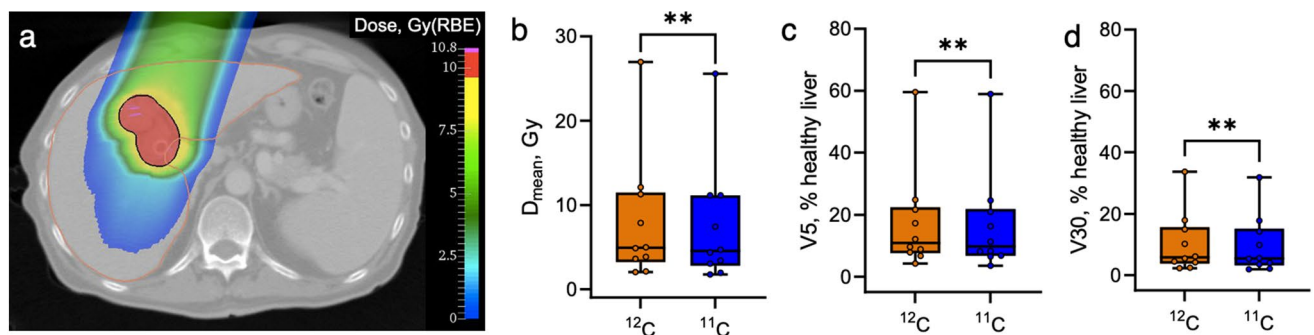 a
Dose, Gy(RBE)
10.8
10
7.5
5
2.5
0
b
**
30
20
10
0
D_mean, Gy
¹²C
¹¹C
c
**
80
60
40
20
0
V5, % healthy liver
¹²C
¹¹C
d
**
80
60
40
20
0
V30, % healthy liver
¹²C
¹¹C